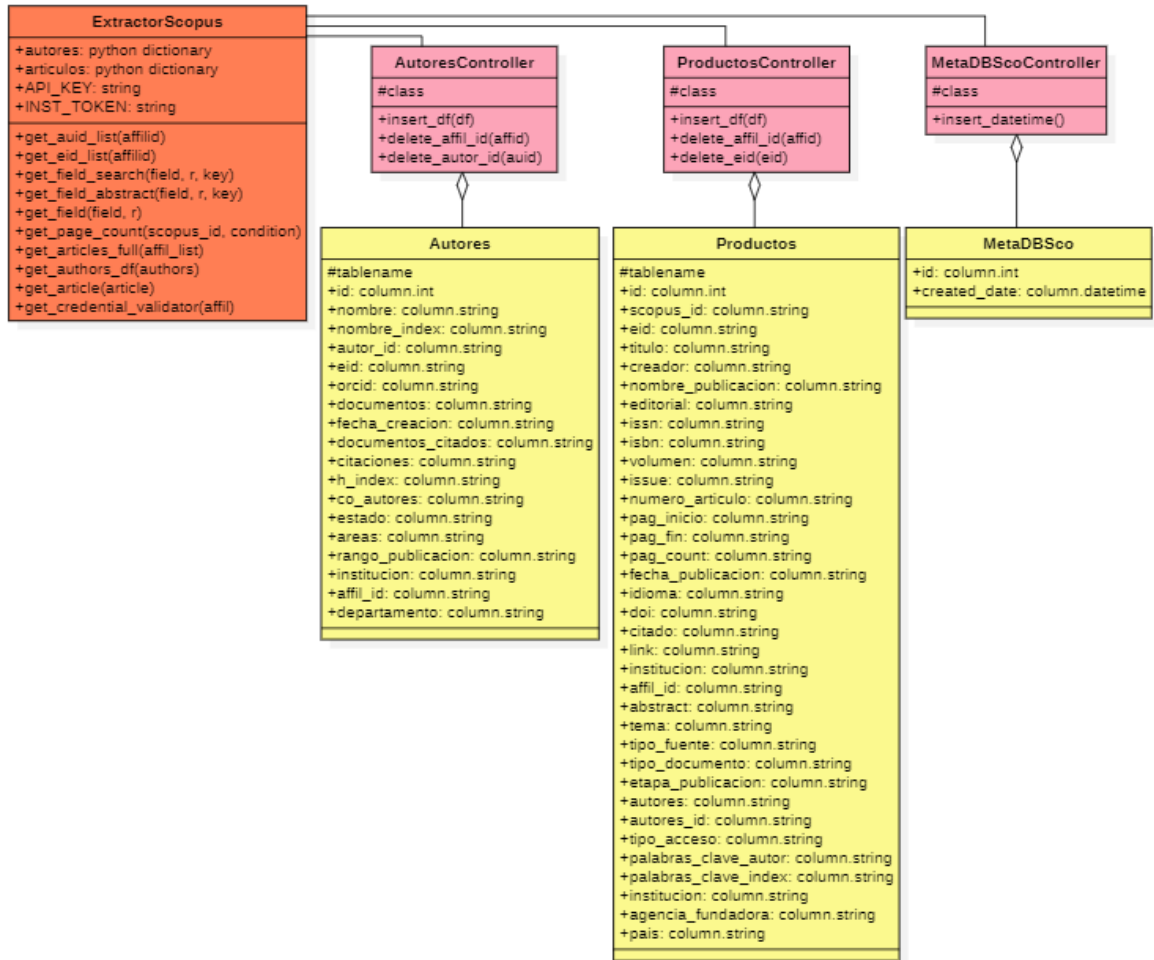 ExtractorScopus
+autores: python dictionary
+articulos: python dictionary
+API_KEY: string
+INST_TOKEN: string
+get_auid_list(affilid)
+get_eid_list(affilid)
+get_field_search(field, r, key)
+get_field_abstract(field, r, key)
+get_field(field, r)
+get_page_count(scopus_id, condition)
+get_articles_full(affil_list)
+get_authors_df(authors)
+get_article(article)
+get_credential_validator(affil)
AutoresController
#class
+insert_df(df)
+delete_affil_id(affid)
+delete_autor_id(auid)
ProductosController
#class
+insert_df(df)
+delete_affil_id(affid)
+delete_eid(eid)
MetaDBScoController
#class
+insert_datetime()
Autores
#tablename
+id: column.int
+nombre: column.string
+nombre_index: column.string
+autor_id: column.string
+eid: column.string
+orcid: column.string
+documentos: column.string
+fecha_creacion: column.string
+documentos_citados: column.string
+citaciones: column.string
+h_index: column.string
+co_autores: column.string
+estado: column.string
+areas: column.string
+rango_publicacion: column.string
+institucion: column.string
+affil_id: column.string
+departamento: column.string
Productos
#tablename
+id: column.int
+scopus_id: column.string
+eid: column.string
+titulo: column.string
+creador: column.string
+nombre_publicacion: column.string
+editorial: column.string
+issn: column.string
+isbn: column.string
+volumen: column.string
+issue: column.string
+numero_articulo: column.string
+pag_inicio: column.string
+pag_fin: column.string
+pag_count: column.string
+fecha_publicacion: column.string
+idioma: column.string
+doi: column.string
+citado: column.string
+link: column.string
+institucion: column.string
+affil_id: column.string
+abstract: column.string
+tema: column.string
+tipo_fuente: column.string
+tipo_documento: column.string
+etapa_publicacion: column.string
+autores: column.string
+autores_id: column.string
+tipo_acceso: column.string
+palabras_clave_autor: column.string
+palabras_clave_index: column.string
+institucion: column.string
+agencia_fundadora: column.string
+pais: column.string
MetaDBSco
+id: column.int
+created_date: column.datetime